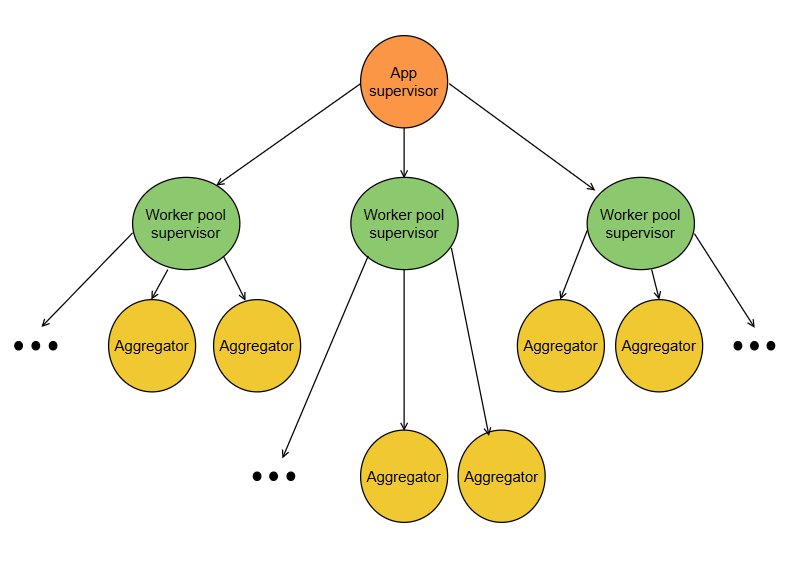 App
supervisor
Worker pool
supervisor
Worker pool
supervisor
Worker pool
supervisor
Aggregator
Aggregator
Aggregator
Aggregator
Aggregator
Aggregator